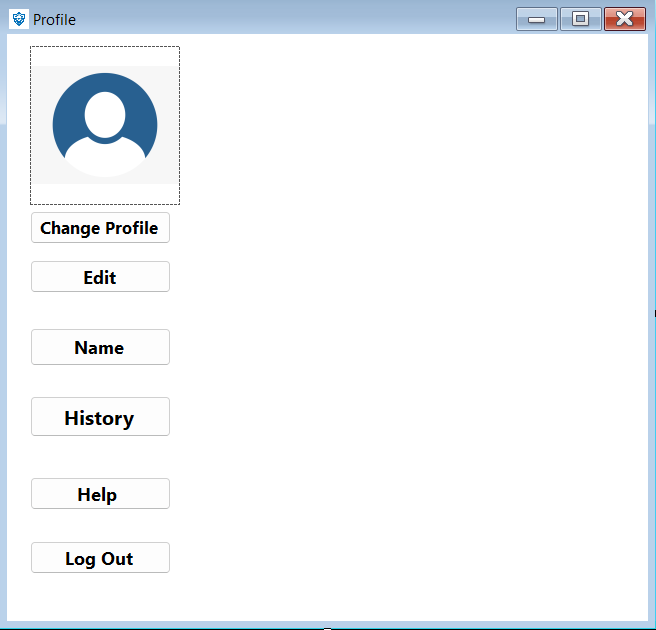 Profile
Change Profile
Edit
Name
History
Help
Log Out